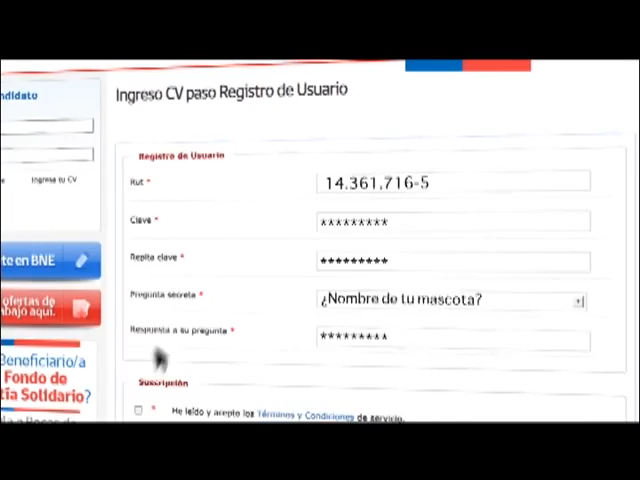 ndidato
Ingreso CV paso Registro de Usuario
Ingresa tu CV
Registro de Usuario
Rut * 14.361.716-5
Clave * *********
Repita clave * *********
te en BNE
Pregunta secreta * ¿Nombre de tu mascota?
ofertas de
bajo aquí.
Respuesta a su pregunta * *********
Beneficiario/a
Fondo de
tía Solidario?
Suscripción
* He leído y acepto los Términos y Condiciones de servicio.